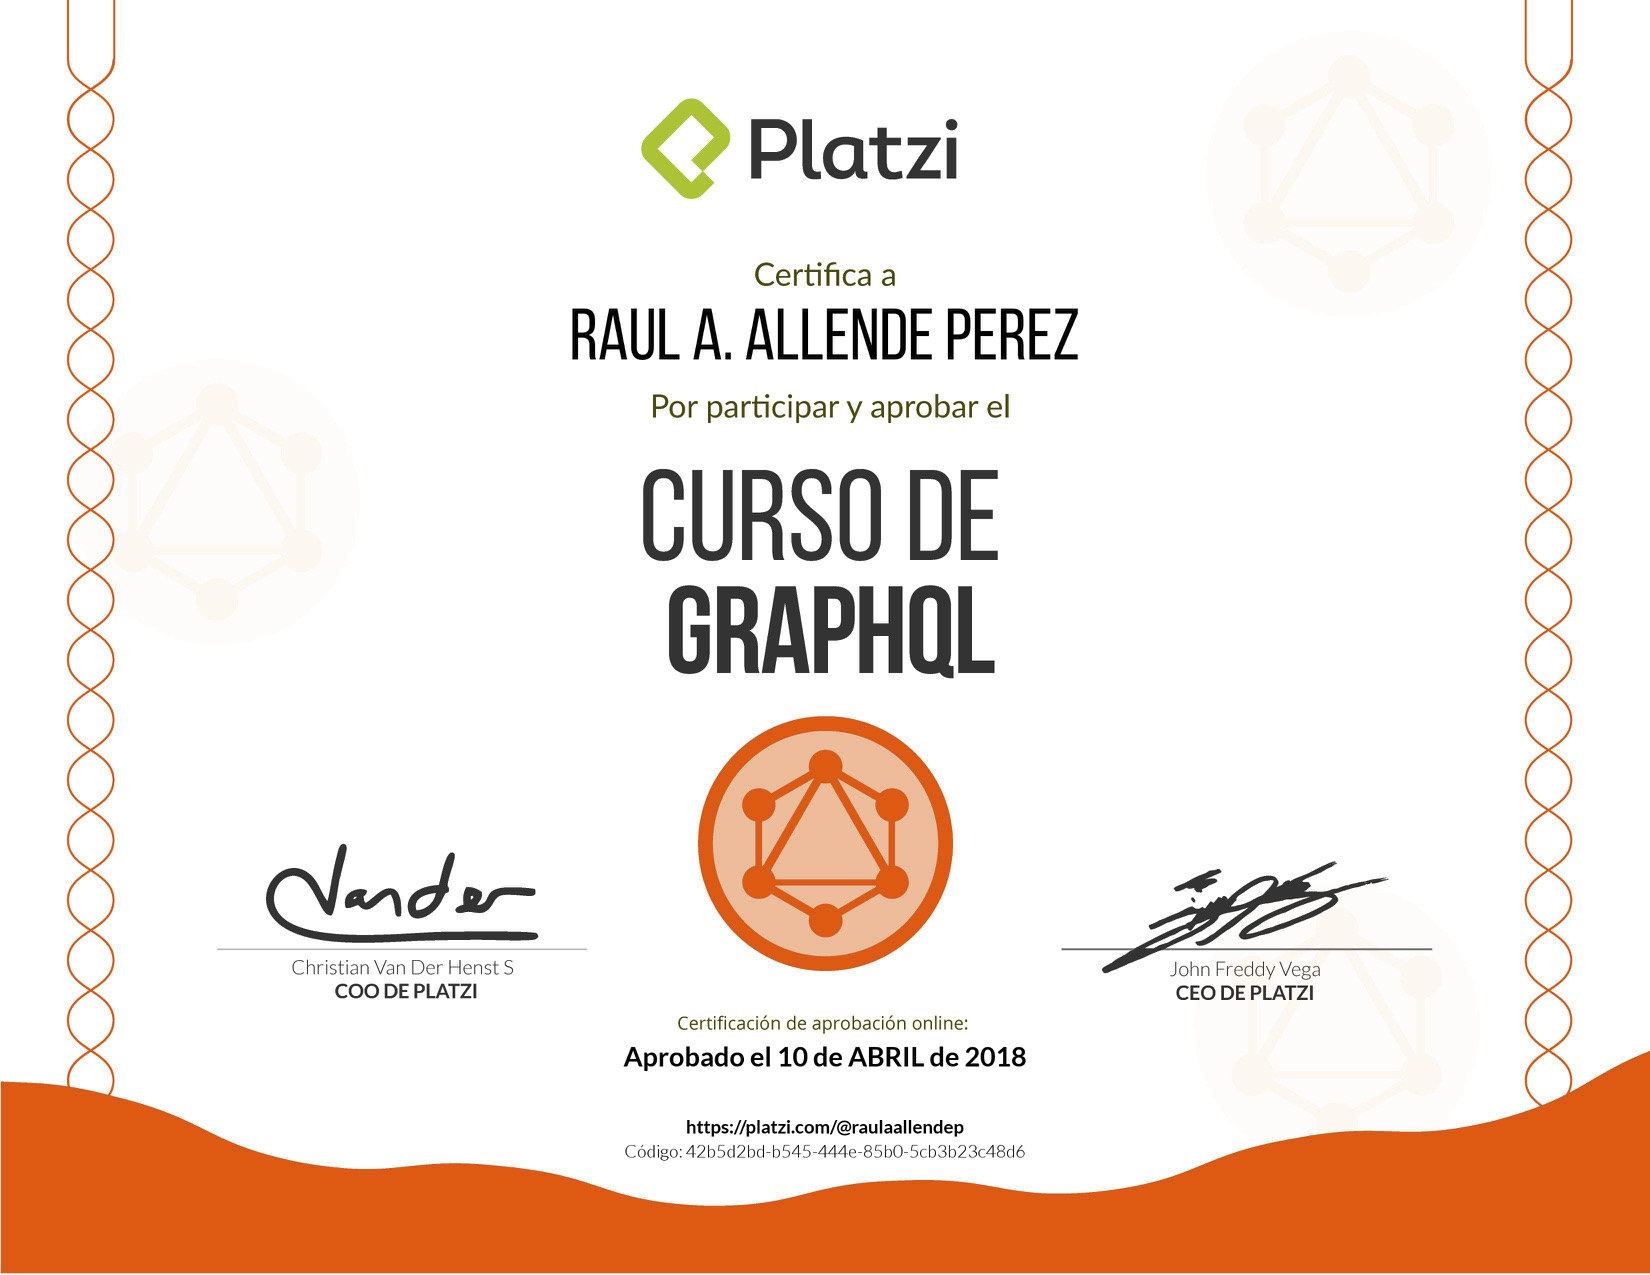 Platzi
Certifica a
RAUL A. ALLENDE PEREZ
Por participar y aprobar el
CURSO DE
GRAPHQL
Vander
Christian Van Der Henst S
COO DE PLATZI
John Freddy Vega
CEO DE PLATZI
Certificación de aprobación online:
Aprobado el 10 de ABRIL de 2018
https://platzi.com/@raulaallendep
Código: 42b5d2bd-b545-444e-85b0-5cb3b23c48d6